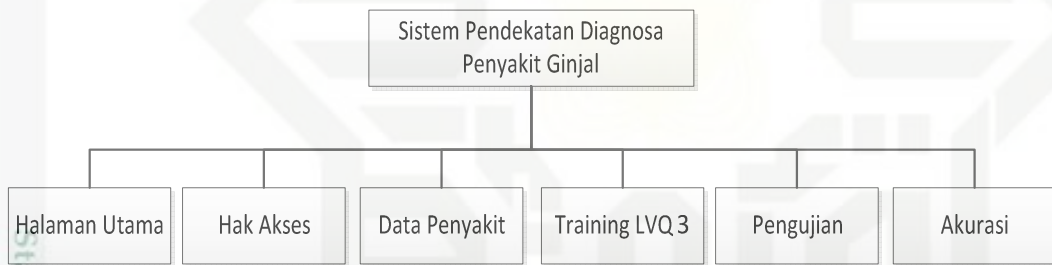 Sistem Pendekatan Diagnosa
Penyakit Ginjal
Halaman Utama
Hak Akses
Data Penyakit
Training LVQ 3
Pengujian
Akurasi